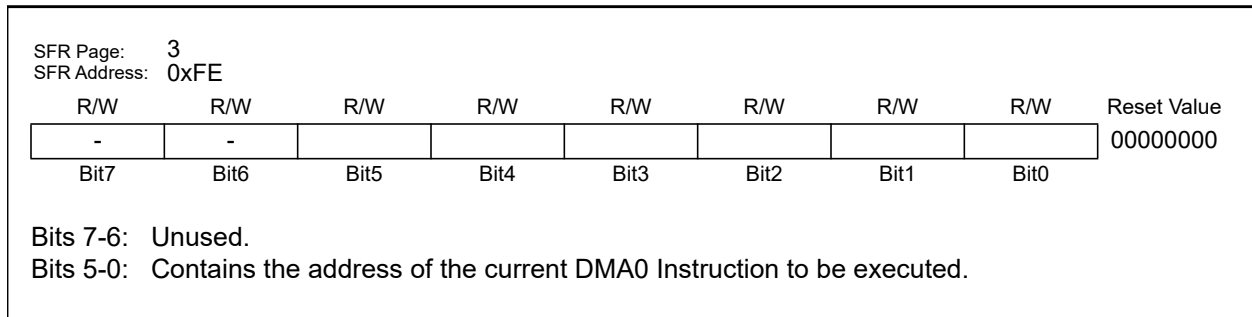 SFR Page: 3
SFR Address: 0xFE
R/W R/W R/W R/W R/W R/W R/W R/W Reset Value
- - 00000000
Bit7 Bit6 Bit5 Bit4 Bit3 Bit2 Bit1 Bit0
Bits 7-6: Unused.
Bits 5-0: Contains the address of the current DMA0 Instruction to be executed.